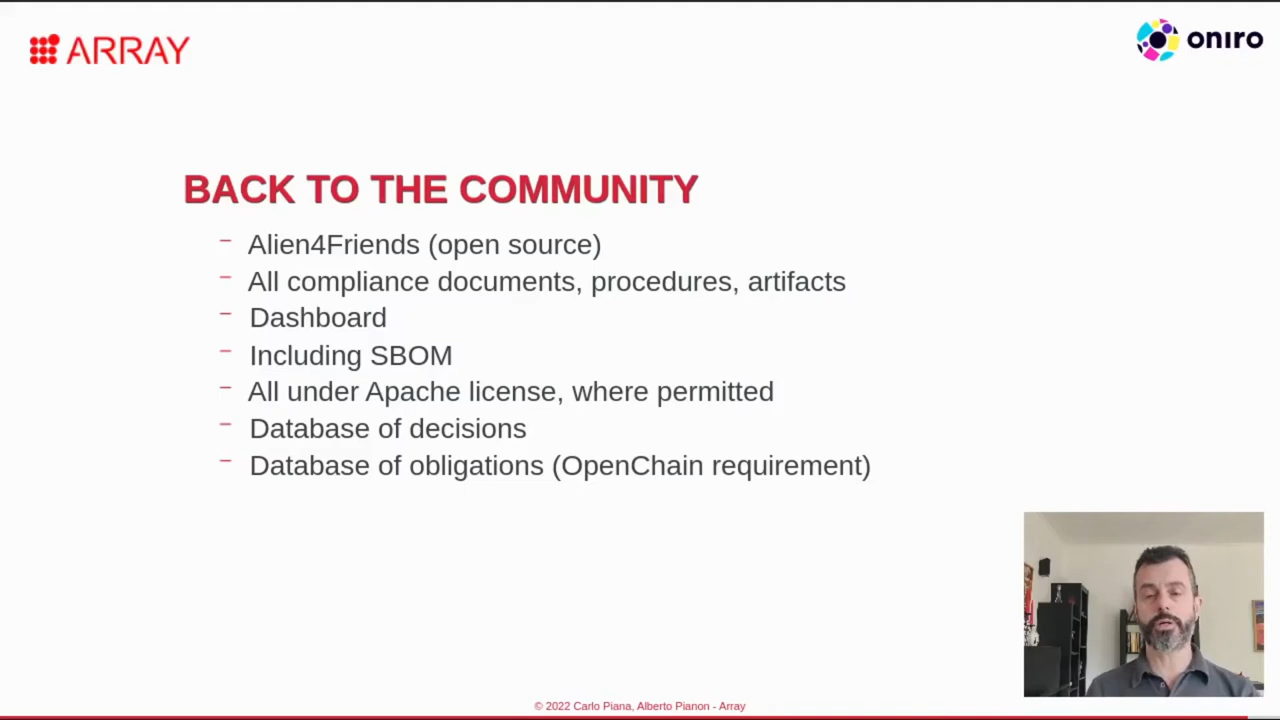 ARRAY
oniro
BACK TO THE COMMUNITY
– Alien4Friends (open source)
– All compliance documents, procedures, artifacts
– Dashboard
– Including SBOM
– All under Apache license, where permitted
– Database of decisions
– Database of obligations (OpenChain requirement)
© 2022 Carlo Piana, Alberto Pianon - Array